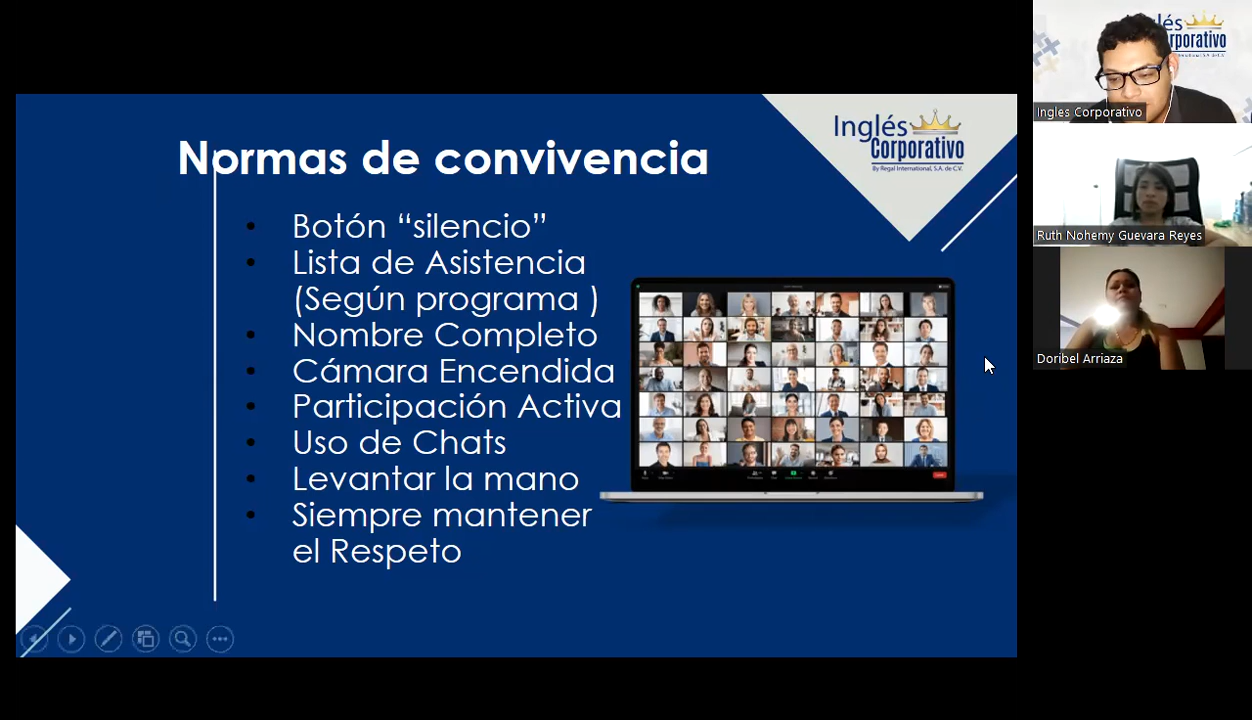 Normas de convivencia
Inglés
Corporativo
By Regal International, S.A. de C.V.
Botón “silencio”
Lista de Asistencia
(Según programa )
Nombre Completo
Cámara Encendida
Participación Activa
Uso de Chats
Levantar la mano
Siempre mantener
el Respeto
Ingles Corporativo
Ruth Nohemy Guevara Reyes
Doribel Arriaza